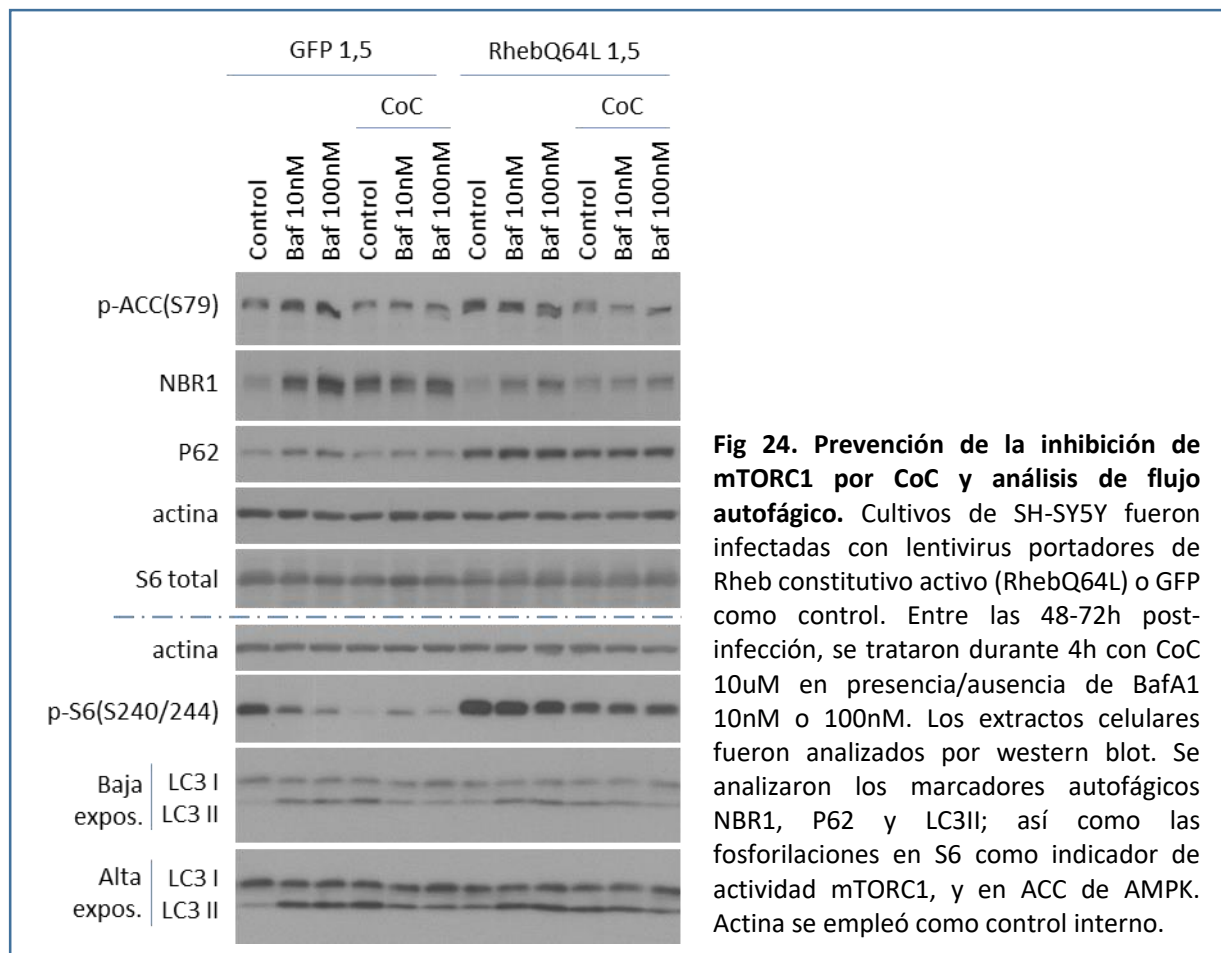 GFP 1,5 RhebQ64L 1,5
CoC CoC
Control Baf 10nM Baf 100nM Control Baf 10nM Baf 100nM Control Baf 10nM Baf 100nM Control Baf 10nM Baf 100nM
p-ACC(S79)
NBR1
P62
actina
S6 total
actina
p-S6(S240/244)
Baja expos. LC3 I
LC3 II
Alta expos. LC3 I
LC3 II
Fig 24. Prevención de la inhibición de
mTORC1 por CoC y análisis de flujo
autofágico. Cultivos de SH-SY5Y fueron
infectadas con lentivirus portadores de
Rheb constitutivo activo (RhebQ64L) o GFP
como control. Entre las 48-72h post-
infección, se trataron durante 4h con CoC
10uM en presencia/ausencia de BafA1
10nM o 100nM. Los extractos celulares
fueron analizados por western blot. Se
analizaron los marcadores autofágicos
NBR1, P62 y LC3II; así como las
fosforilaciones en S6 como indicador de
actividad mTORC1, y en ACC de AMPK.
Actina se empleó como control interno.